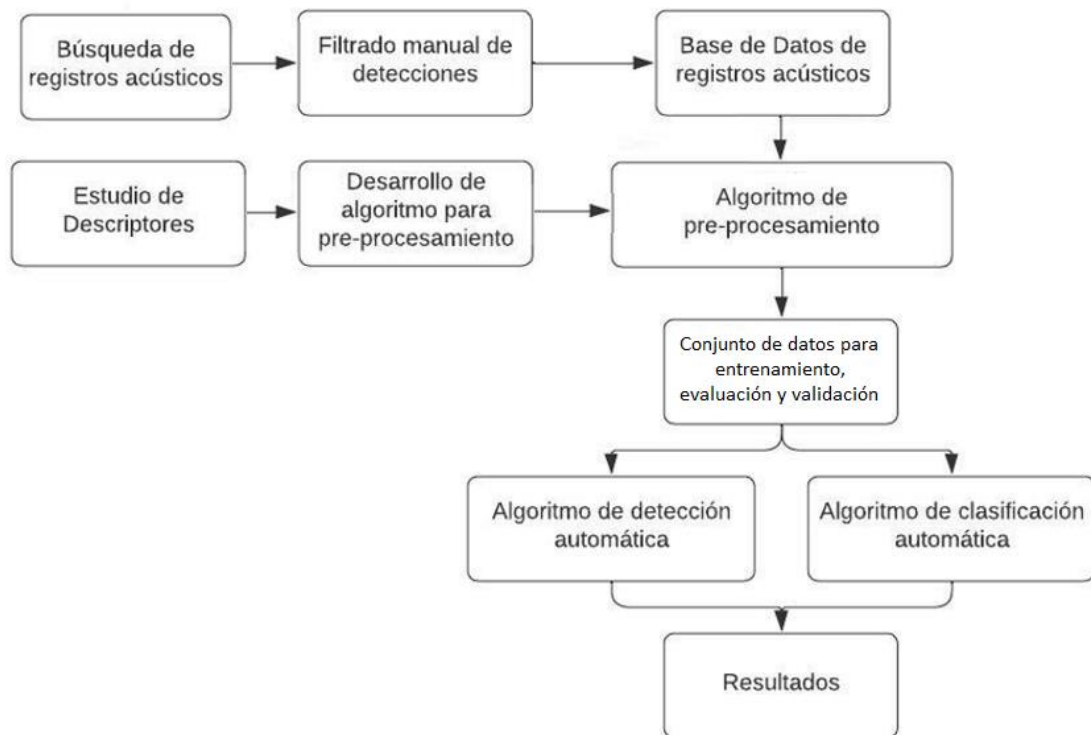 Búsqueda de
registros acústicos
Filtrado manual de
detecciones
Base de Datos de
registros acústicos
Estudio de
Descriptores
Desarrollo de
algoritmo para
pre-procesamiento
Algoritmo de
pre-procesamiento
Conjunto de datos para
entrenamiento,
evaluación y validación
Algoritmo de detección
automática
Algoritmo de clasificación
automática
Resultados